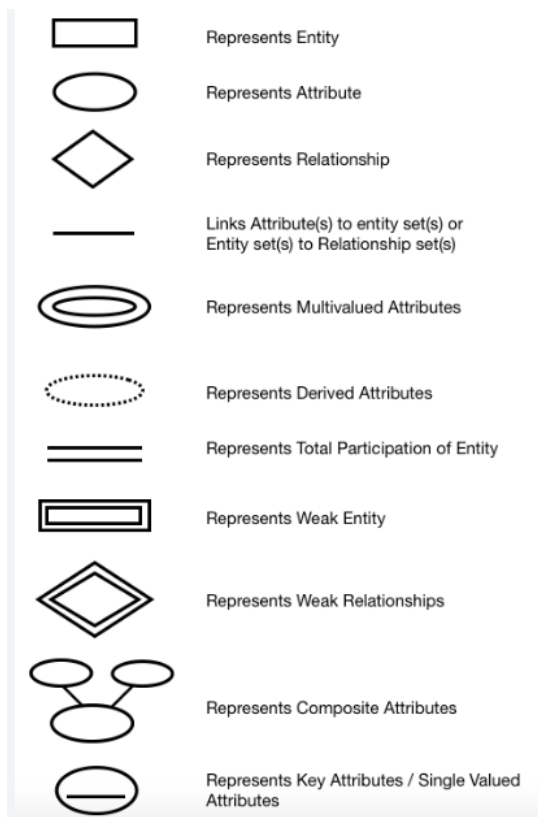 Represents Entity
Represents Attribute
Represents Relationship
Links Attribute(s) to entity set(s) or
Entity set(s) to Relationship set(s)
Represents Multivalued Attributes
Represents Derived Attributes
Represents Total Participation of Entity
Represents Weak Entity
Represents Weak Relationships
Represents Composite Attributes
Represents Key Attributes / Single Valued
Attributes